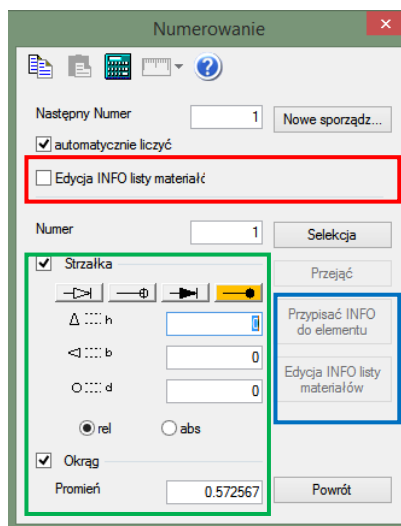 Numerowanie
Następny Numer 1 Nowe sporządz...
automatycznie liczyć
Edycja INFO listy materiałć
Numer 1 Selekcja
Strzałka Przejąć
h 0 Przypisać INFO
do elementu
b 0 Edycja INFO listy
materiałów
d 0
rel abs
Okrąg
Promień 0.572567 Powrót